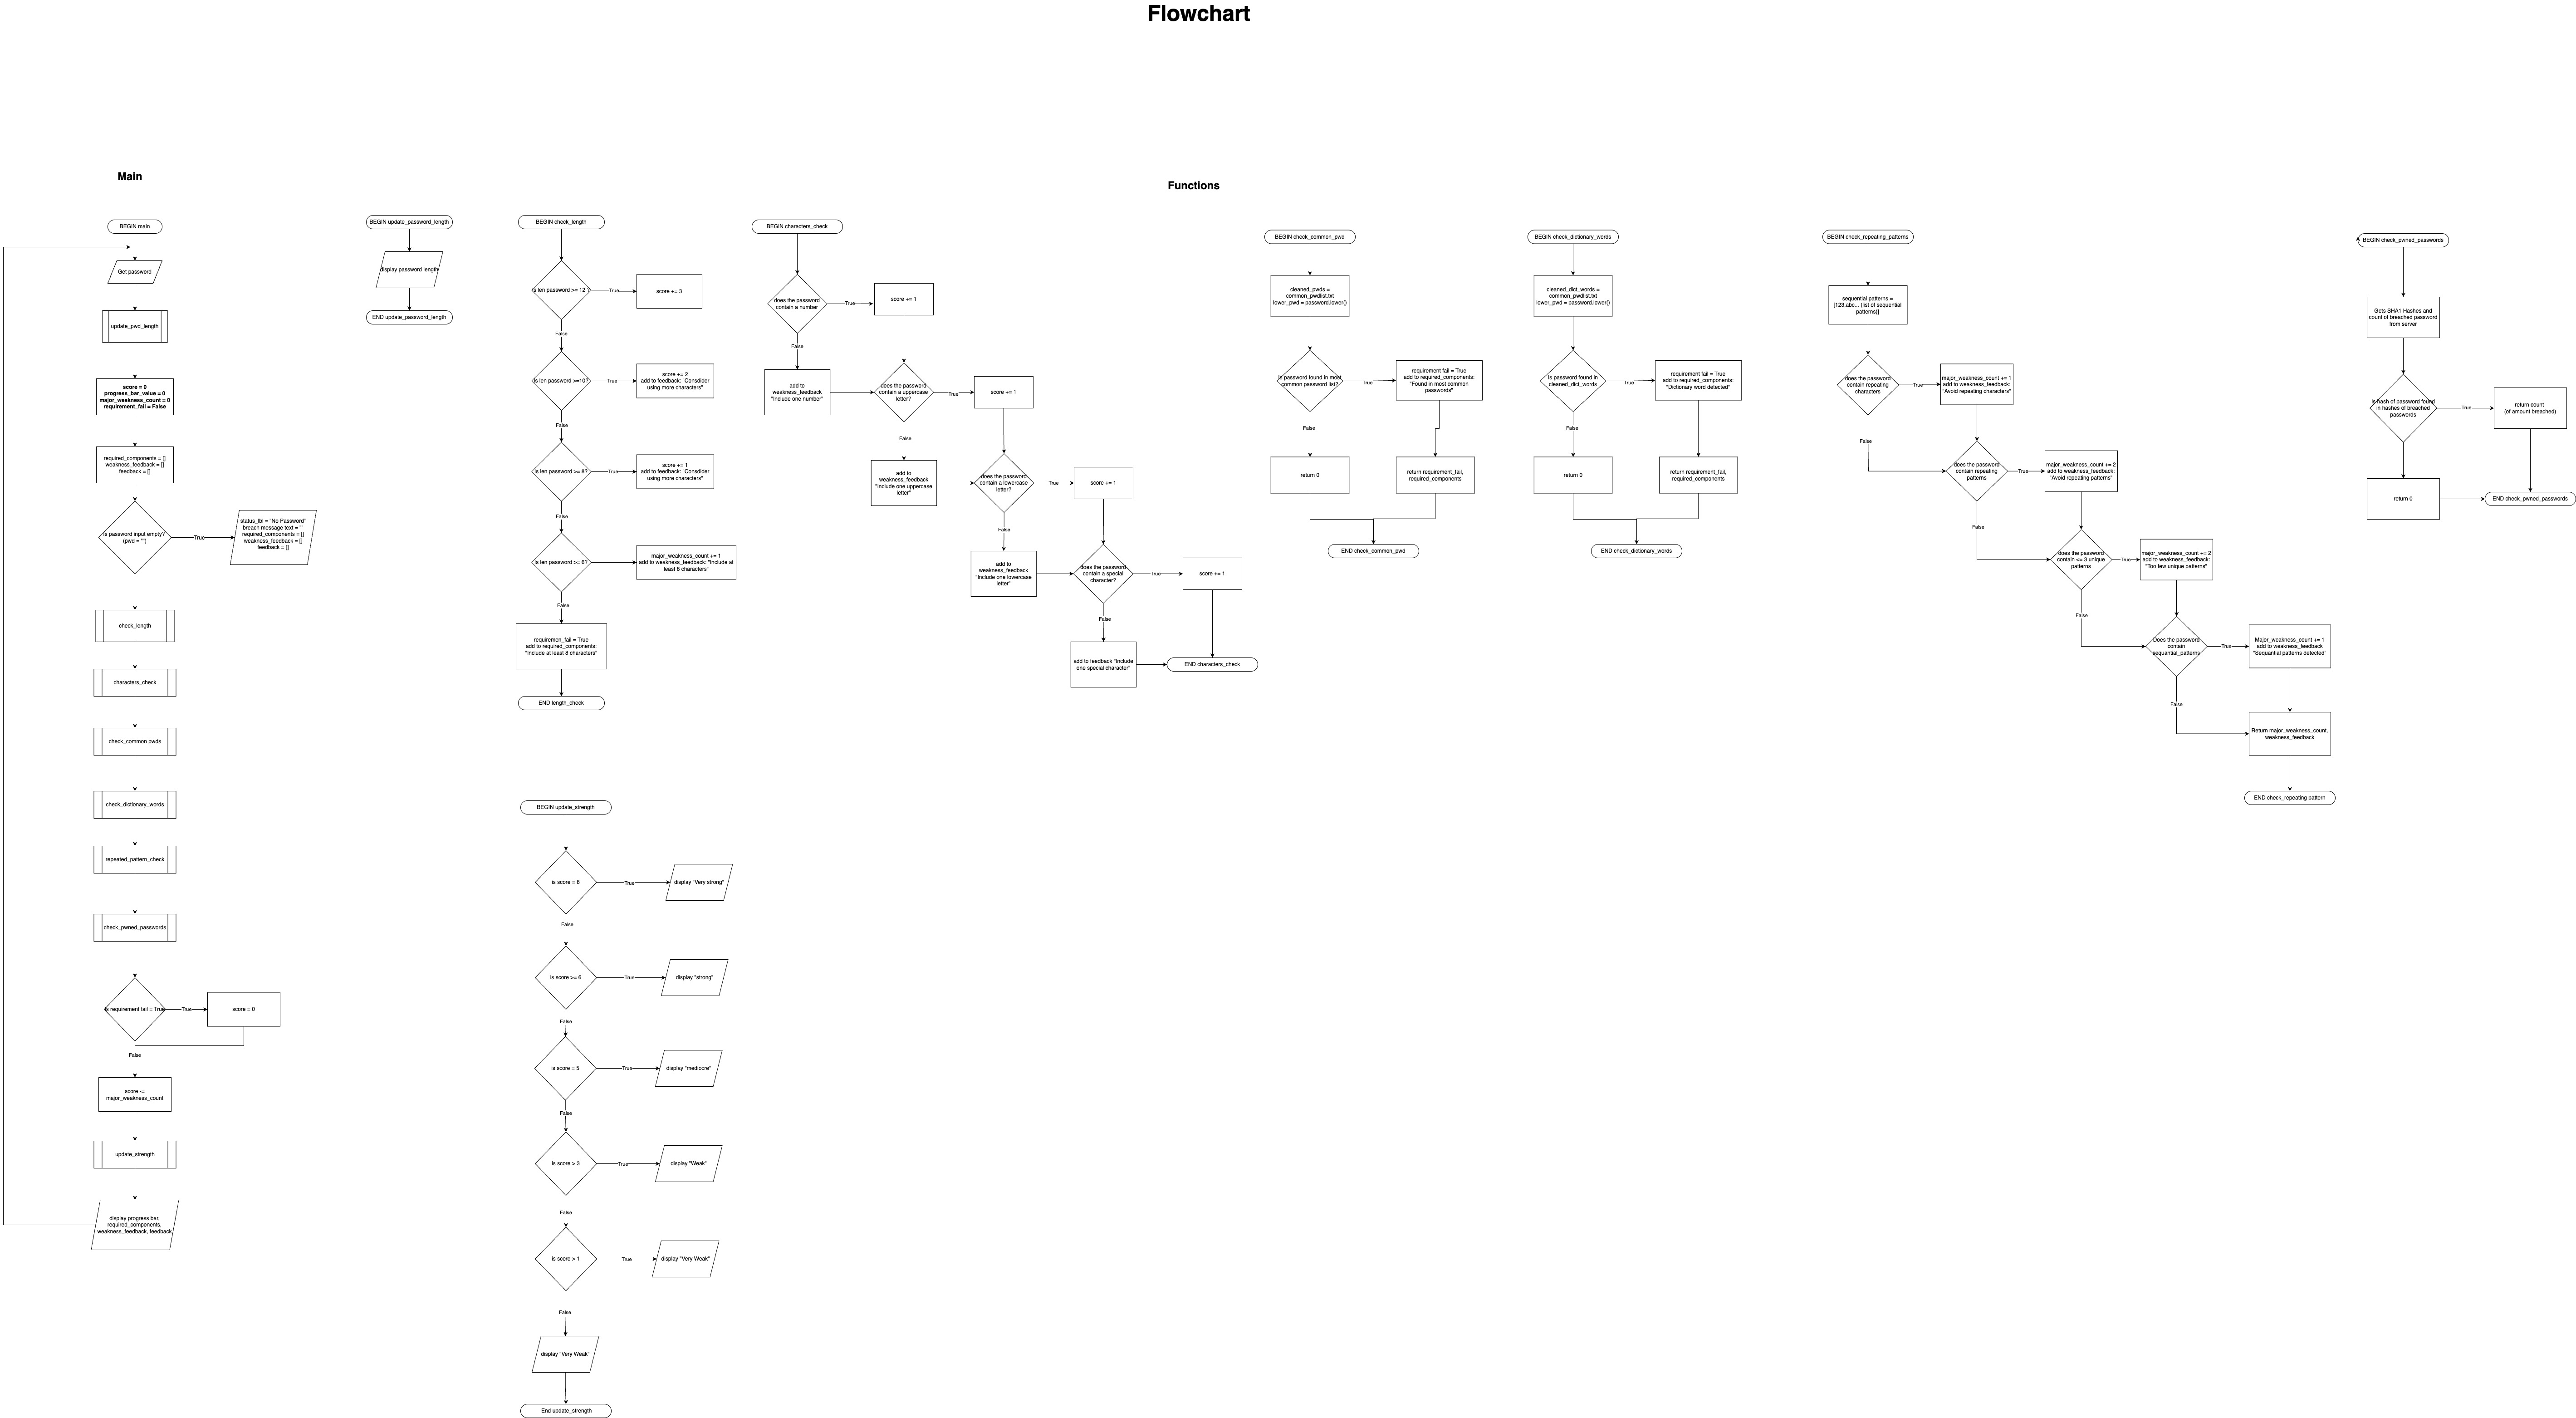 Flowchart
Main
Functions
BEGIN main
Get password
update_pwd_length
score = 0
progress_bar_value = 0
major_weakness_count = 0
requirement_fail = False
required_components = []
weakness_feedback = []
feedback = []
is password input empty?
(pwd = "")
True
status_lbl = "No Password"
breach message text = ""
required_components = []
weakness_feedback = []
feedback = []
check_length
characters_check
check_common pwds
check_dictionary_words
repeated_pattern_check
check_pwned_passwords
is requirement fail = True
True
score = 0
False
score -=
major_weakness_count
update_strength
display progress bar,
required_components,
weakness_feedback, feedback
BEGIN update_password_length
display password length
END update_password_length
BEGIN check_length
is len password >= 12 ?
True
score += 3
False
is len password >=10?
True
score += 2
add to feedback: "Consdider
using more characters"
False
is len password >= 8?
True
score += 1
add to feedback: "Consdider
using more characters"
False
is len password >= 6?
major_weakness_count += 1
add to weakness_feedback: "Include at
least 8 characters"
False
requiremen_fail = True
add to required_components:
"Include at least 8 characters"
END length_check
BEGIN update_strength
is score = 8
True
display "Very strong"
False
is score >= 6
True
display "strong"
False
is score = 5
True
display "mediocre"
False
is score > 3
True
display "Weak"
False
is score > 1
True
display "Very Weak"
False
display "Very Weak"
End update_strength
BEGIN characters_check
does the password
contain a number
True
score += 1
False
add to
weakness_feedback
"Include one number"
does the password
contain a uppercase
letter?
True
score += 1
False
add to
weakness_feedback
"Include one uppercase
letter"
does the password
contain a lowercase
letter?
True
score += 1
False
add to
weakness_feedback
"Include one lowercase
letter"
does the password
contain a special
character?
True
score += 1
False
add to feedback "Include
one special character"
END characters_check
BEGIN check_common_pwd
cleaned_pwds =
common_pwdlist.txt
lower_pwd = password.lower()
Is password found in most
common password list?
True
requirement fail = True
add to required_components:
"Found in most common
passwords"
False
return 0
return requirement_fail,
required_components
END check_common_pwd
BEGIN check_dictionary_words
cleaned_dict_words =
common_pwdlist.txt
lower_pwd = password.lower()
Is password found in
cleaned_dict_words
True
requirement fail = True
add to required_components:
"Dictionary word detected"
False
return 0
return requirement_fail,
required_components
END check_dictionary_words
BEGIN check_repeating_patterns
sequential patterns =
[123,abc... (list of sequential
patterns)]
does the password
contain repeating
characters
True
major_weakness_count += 1
add to weakness_feedback:
"Avoid repeating characters"
False
does the password
contain repeating
patterns
True
major_weakness_count += 2
add to weakness_feedback:
"Avoid repeating patterns"
False
does the password
contain <= 3 unique
patterns
True
major_weakness_count += 2
add to weakness_feedback:
"Too few unique patterns"
False
Does the password
contain
sequantial_patterns
True
Major_weakness_count += 1
add to weakness_feedback
"Sequantial patterns detected"
False
Return major_weakness_count,
weakness_feedback
END check_repeating pattern
BEGIN check_pwned_passwords
Gets SHA1 Hashes and
count of breached password
from server
Is hash of password found
in hashes of breached
passwords
True
return count
(of amount breached)
False
return 0
END check_pwned_passwords